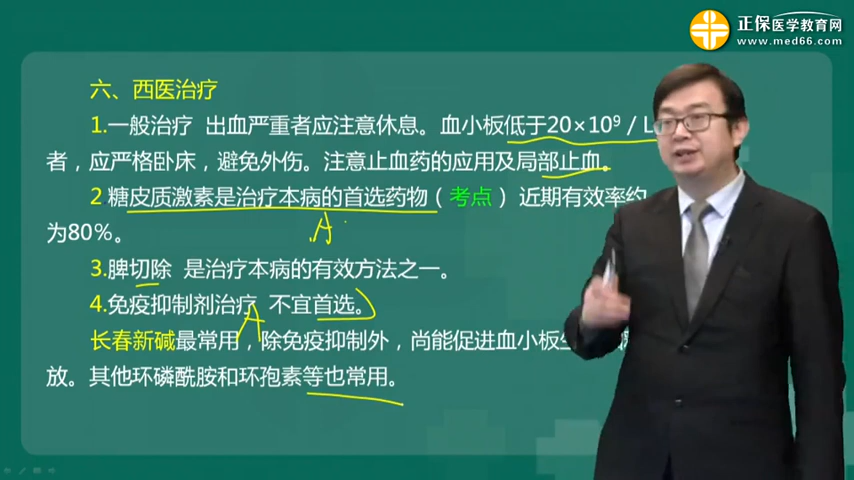 正保医学教育网
www.med66.com
六、西医治疗
1.一般治疗 出血严重者应注意休息。血小板低于20×10⁹/L
者，应严格卧床，避免外伤。注意止血药的应用及局部止血。
2 糖皮质激素是治疗本病的首选药物（考点） 近期有效率约
为80%。
A
3.脾切除 是治疗本病的有效方法之一。
4.免疫抑制剂治疗 不宜首选。
A
长春新碱最常用，除免疫抑制外，尚能促进血小板
放。其他环磷酰胺和环孢素等也常用。